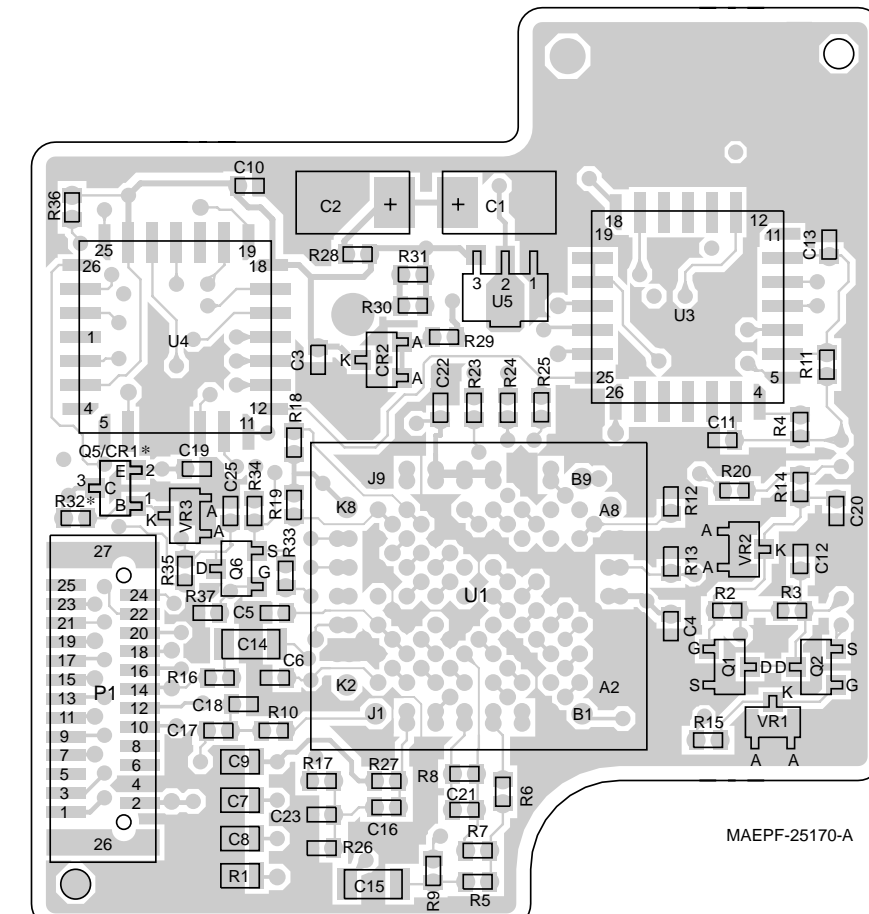 C10
R36
C2 + + C1
18 12
19 11
C13
25 19
26 18
R28
R31
3 2 1
U5
R30
U3
1 U4
CR2 A
K
A
R29
C3
R11
C22 R23 R24 R25
25 5
26 4
4 12
5 11
R18
C11
R4
Q5/CR1*
C19
E 2
3 C
B 1
R32*
K VR3 A
A
C25 R34
R19
J9 B9
K8 A8
R12
R20
R14
C20
27
R35
D Q6 S
G
R33
U1
R13
A VR2 K
A
C12
25
23
21
19
17
15
13
11
9
7
5
3
1
24
22
20
18
16
14
12
10
8
6
4
2
P1
26
R37
C5
C14
R16
C6
C18
C17 R10
K2 A2
J1 B1
C4
R2 R3
G Q1 D D Q2 S
S G
K
R15 VR1
A A
C9
C7
C8
R1
R17 R27
C23 C16
R26
C15
R8
C21
R6
R7
R9
R5
MAEPF-25170-A